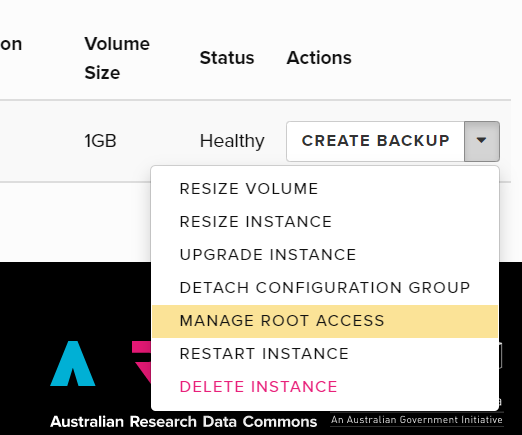 on
Volume
Size
Status
Actions
1GB
Healthy
CREATE BACKUP
RESIZE VOLUME
RESIZE INSTANCE
UPGRADE INSTANCE
DETACH CONFIGURATION GROUP
MANAGE ROOT ACCESS
RESTART INSTANCE
DELETE INSTANCE
Australian Research Data Commons
An Australian Government Initiative